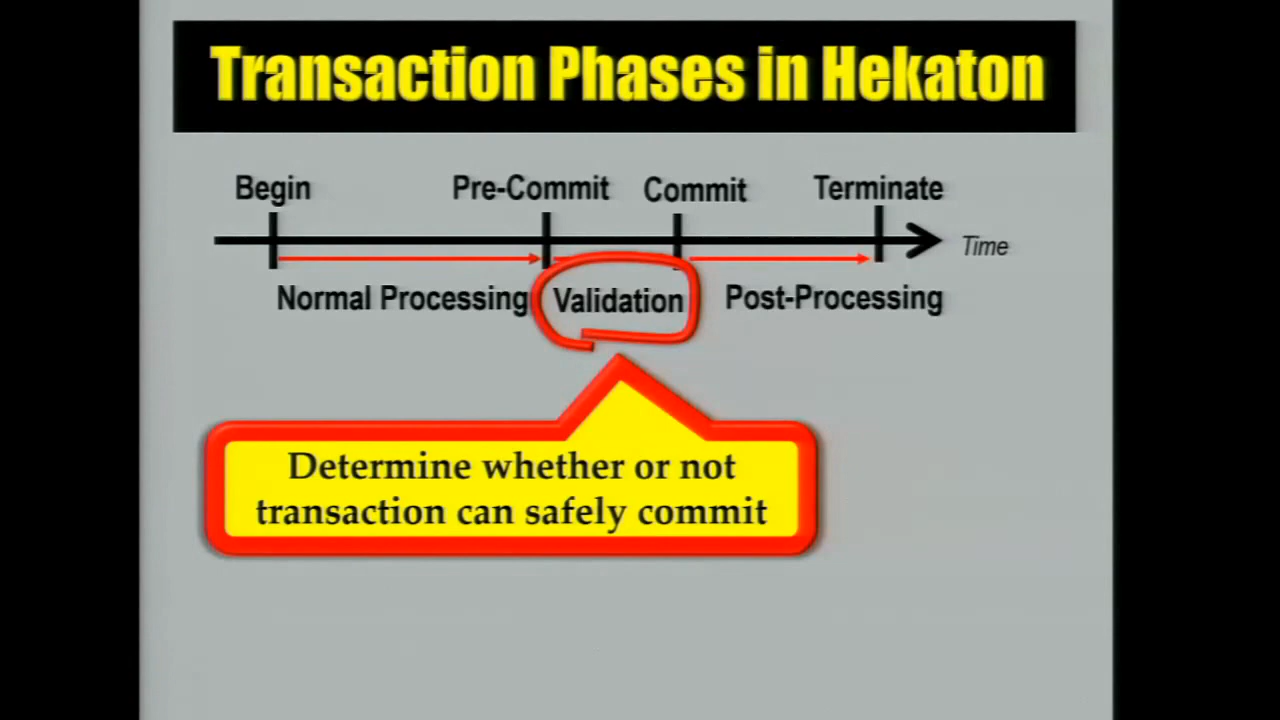 Transaction Phases in Hekaton
Begin
Pre-Commit
Commit
Terminate
Time
Normal Processing
Validation
Post-Processing
Determine whether or not
transaction can safely commit